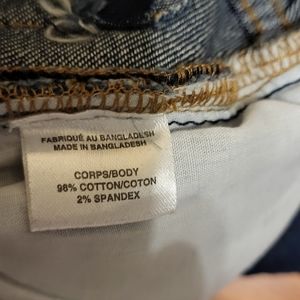 FABRIQUÉ AU BANGLADESH
MADE IN BANGLADESH
CORPS/BODY
98% COTTON/COTON
2% SPANDEX